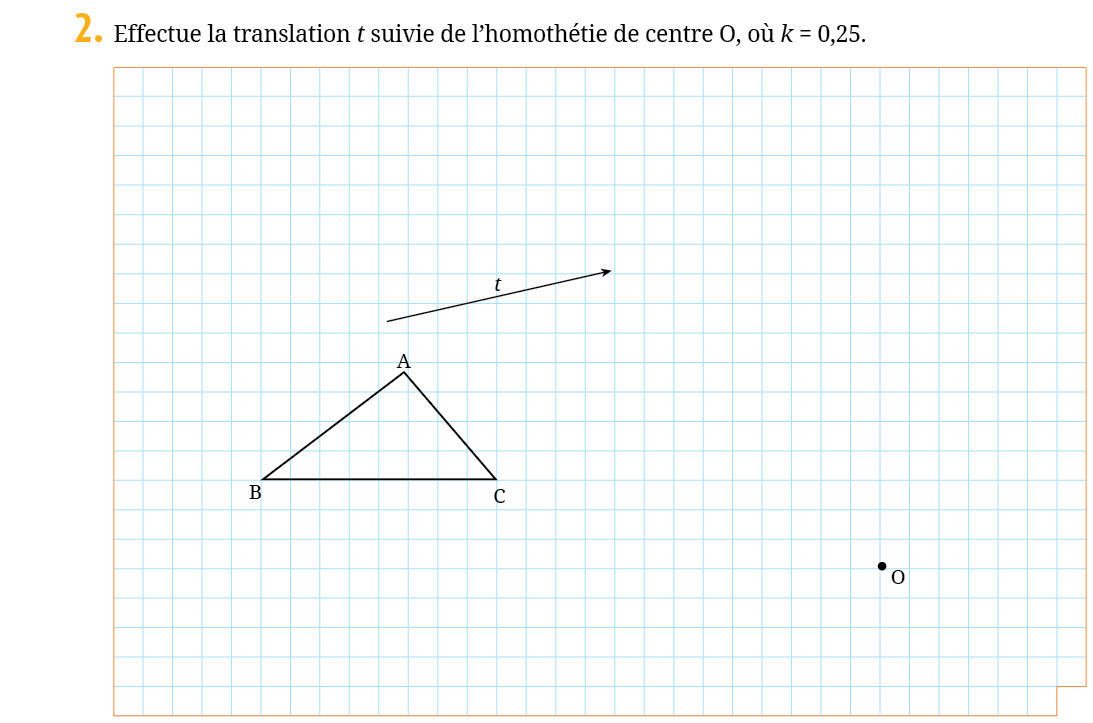 2. Effectue la translation t suivie de l’homothétie de centre O, où k = 0,25.
t
A
B
C
O